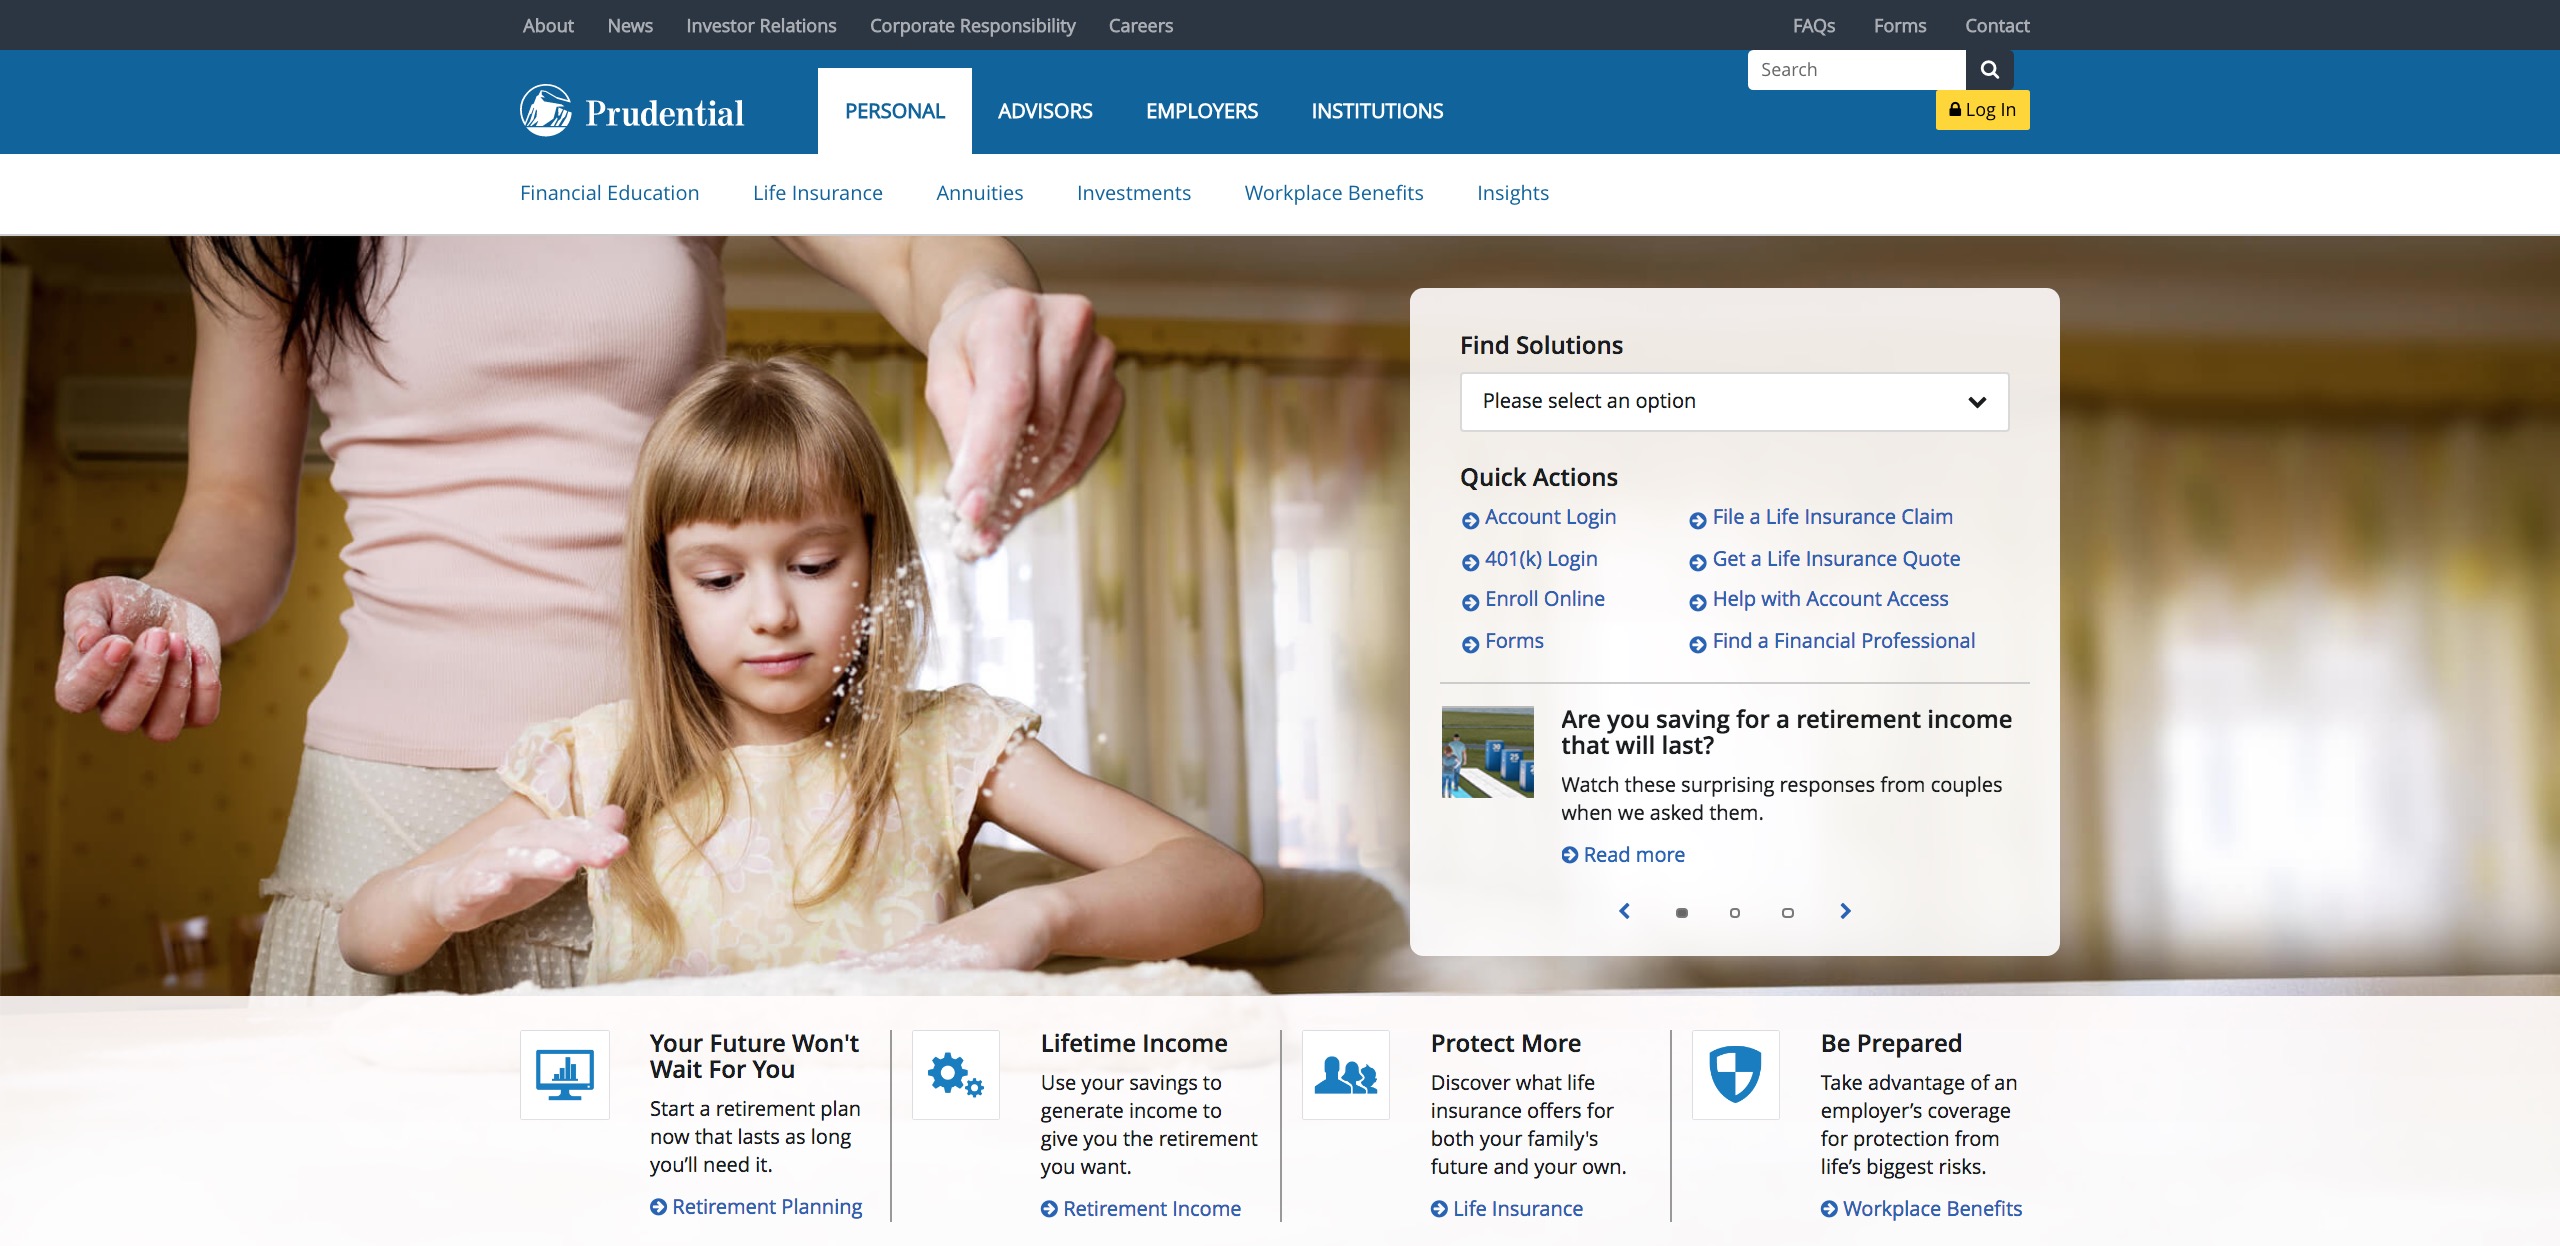 About News Investor Relations Corporate Responsibility Careers FAQs Forms Contact
Search
Prudential PERSONAL ADVISORS EMPLOYERS INSTITUTIONS
Log In
Financial Education Life Insurance Annuities Investments Workplace Benefits Insights
Find Solutions
Please select an option
Quick Actions
Account Login
401(k) Login
Enroll Online
Forms
File a Life Insurance Claim
Get a Life Insurance Quote
Help with Account Access
Find a Financial Professional
Are you saving for a retirement income
that will last?
Watch these surprising responses from couples
when we asked them.
Read more
Your Future Won't
Wait For You
Start a retirement plan
now that lasts as long
you’ll need it.
Retirement Planning
Lifetime Income
Use your savings to
generate income to
give you the retirement
you want.
Retirement Income
Protect More
Discover what life
insurance offers for
both your family's
future and your own.
Life Insurance
Be Prepared
Take advantage of an
employer’s coverage
for protection from
life’s biggest risks.
Workplace Benefits